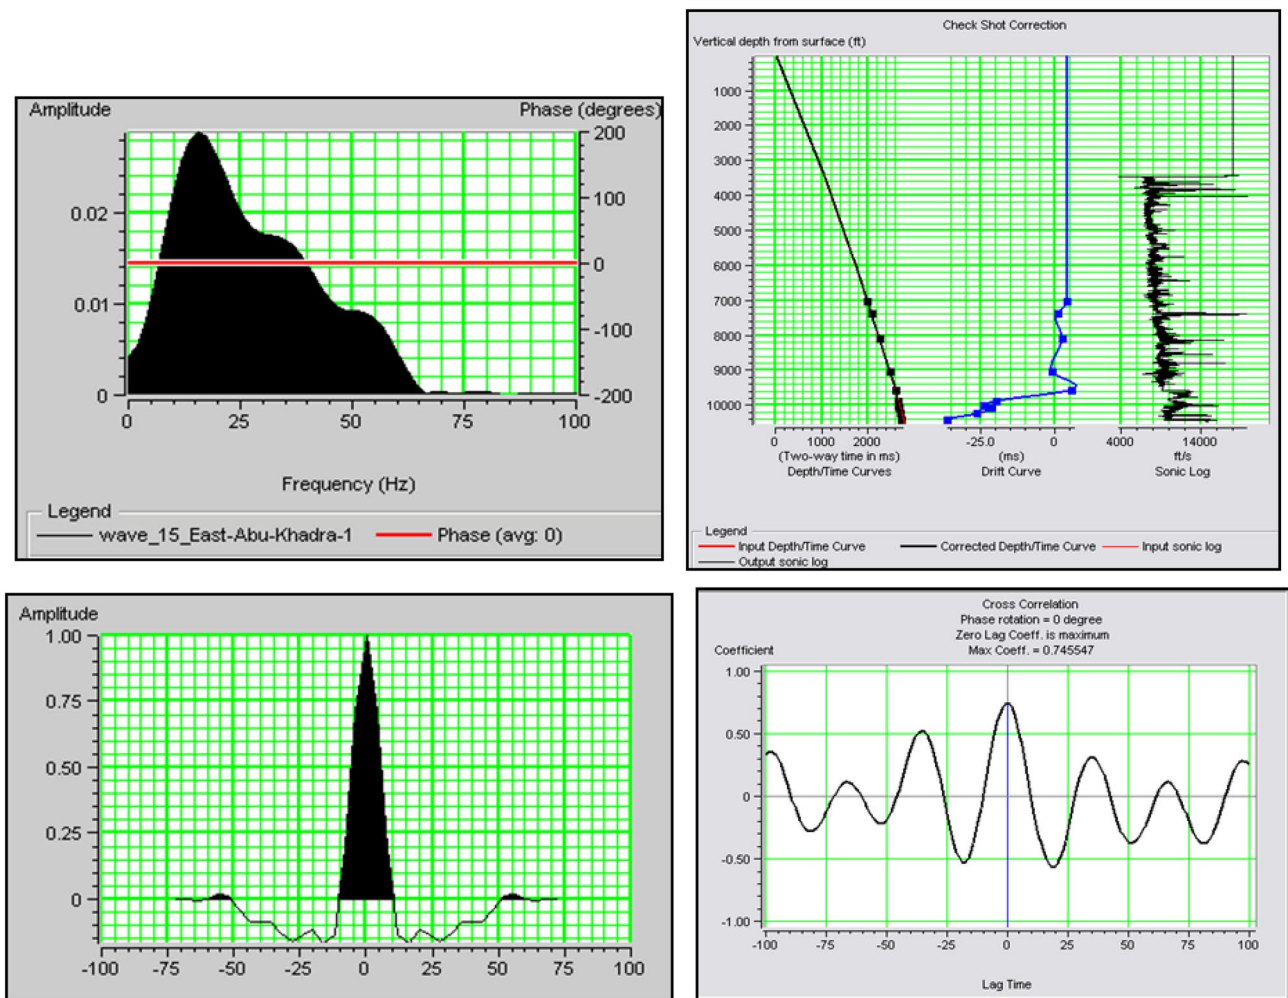 Amplitude
Phase (degrees)
200
0.02
100
0
0.01
-100
0
-200
0 25 50 75 100
Frequency (Hz)
Legend
wave_15_East-Abu-Khadra-1 Phase (avg: 0)
Check Shot Correction
Vertical depth from surface (ft)
1000
2000
3000
4000
5000
6000
7000
8000
9000
10000
0 1000 2000 -25.0 0 4000 14000
(Two-way time in ms) (ms) ft/s
Depth/Time Curves Drift Curve Sonic Log
Legend
Input Depth/Time Curve Corrected Depth/Time Curve Input sonic log
Output sonic log
Amplitude
1.00
0.75
0.50
0.25
0
-100 -75 -50 -25 0 25 50 75 100
Cross Correlation
Phase rotation = 0 degree
Zero Lag Coeff. is maximum
Max Coeff. = 0.745547
Coefficient
1.00
0.50
0
-0.50
-1.00
-100 -75 -50 -25 0 25 50 75 100
Lag Time